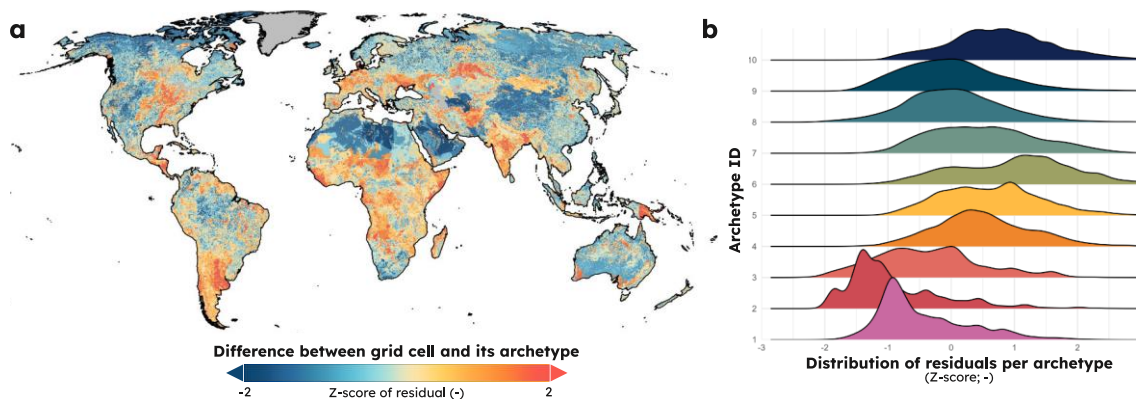 a
Difference between grid cell and its archetype
-2
Z-score of residual (-)
2
b
Archetype ID
10
9
8
7
6
5
4
3
2
1
-3
-2
-1
0
1
2
Distribution of residuals per archetype
(Z-score; -)